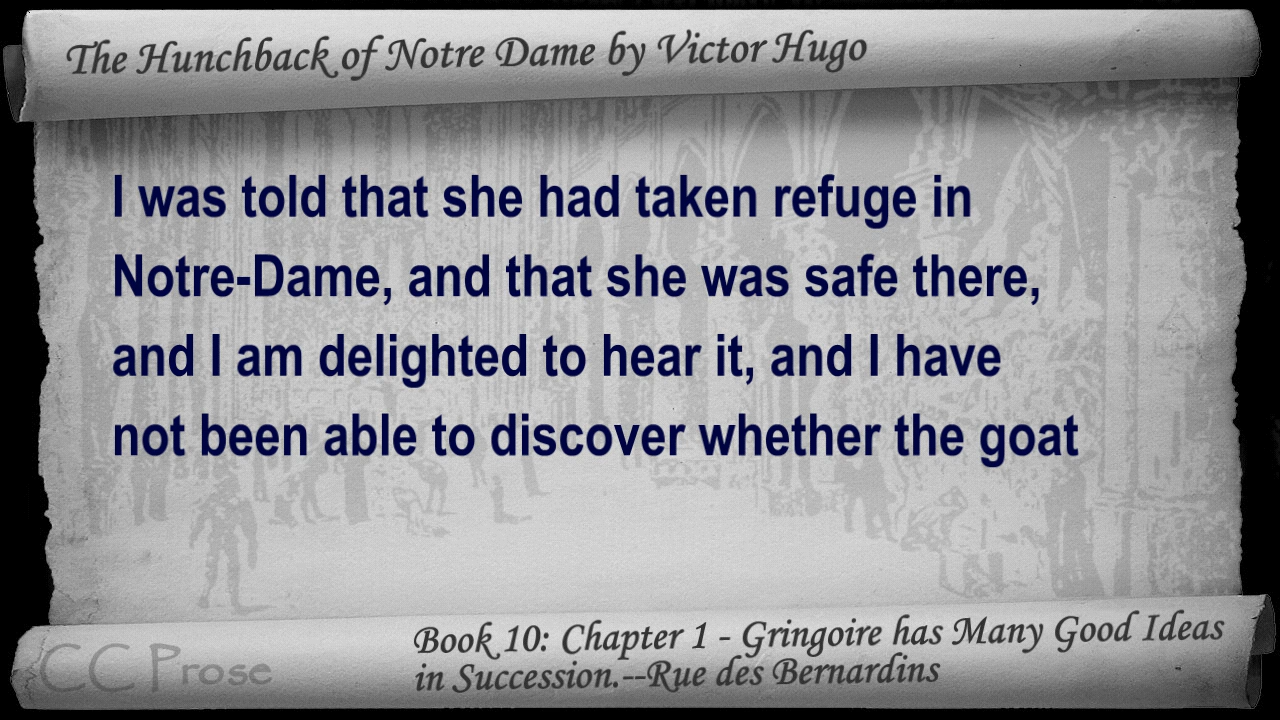 The Hunchback of Notre Dame by Victor Hugo
I was told that she had taken refuge in
Notre-Dame, and that she was safe there,
and I am delighted to hear it, and I have
not been able to discover whether the goat
Book 10: Chapter 1 - Gringoire has Many Good Ideas
in Succession.--Rue des Bernardins
CC Prose